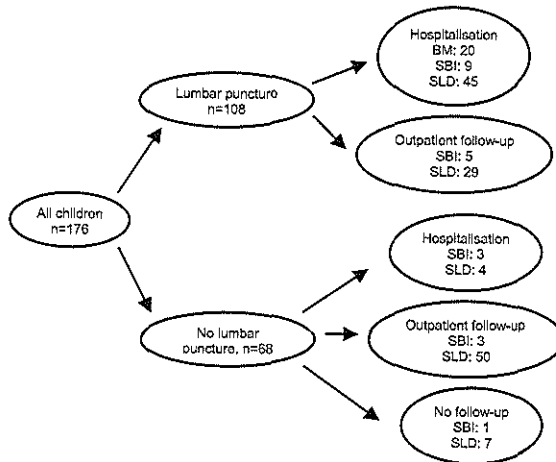 Hospitalisation
BM: 20
SBI: 9
SLD: 45
Lumbar puncture
n=108
Outpatient follow-up
SBI: 5
SLD: 29
All children
n=176
Hospitalisation
SBI: 3
SLD: 4
No lumbar
puncture, n=68
Outpatient follow-up
SBI: 3
SLD: 50
No follow-up
SBI: 1
SLD: 7